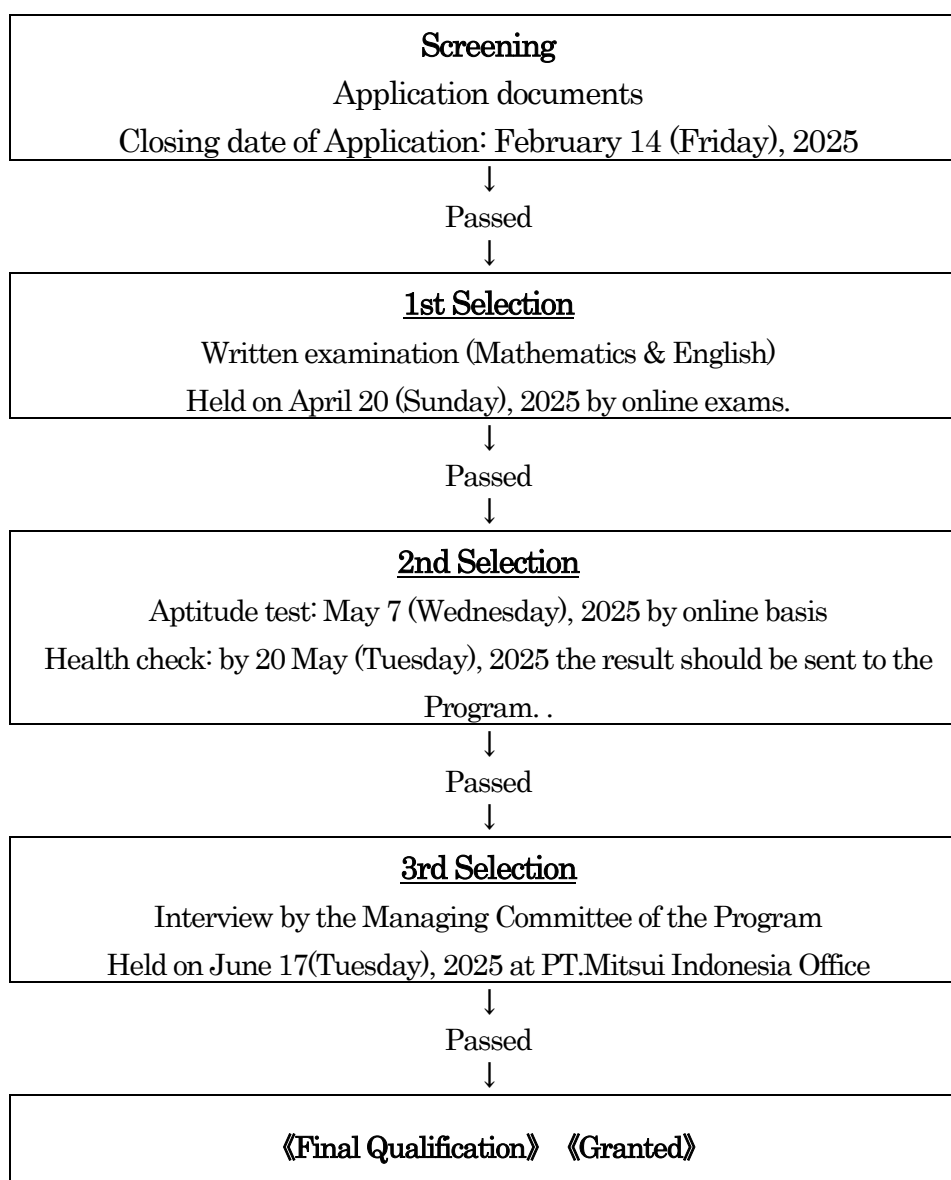 Screening
Application documents
Closing date of Application: February 14 (Friday), 2025
↓
Passed
↓
1st Selection
Written examination (Mathematics & English)
Held on April 20 (Sunday), 2025 by online exams.
↓
Passed
↓
2nd Selection
Aptitude test: May 7 (Wednesday), 2025 by online basis
Health check: by 20 May (Tuesday), 2025 the result should be sent to the
Program. .
↓
Passed
↓
3rd Selection
Interview by the Managing Committee of the Program
Held on June 17(Tuesday), 2025 at PT.Mitsui Indonesia Office
↓
Passed
↓
《Final Qualification》 《Granted》